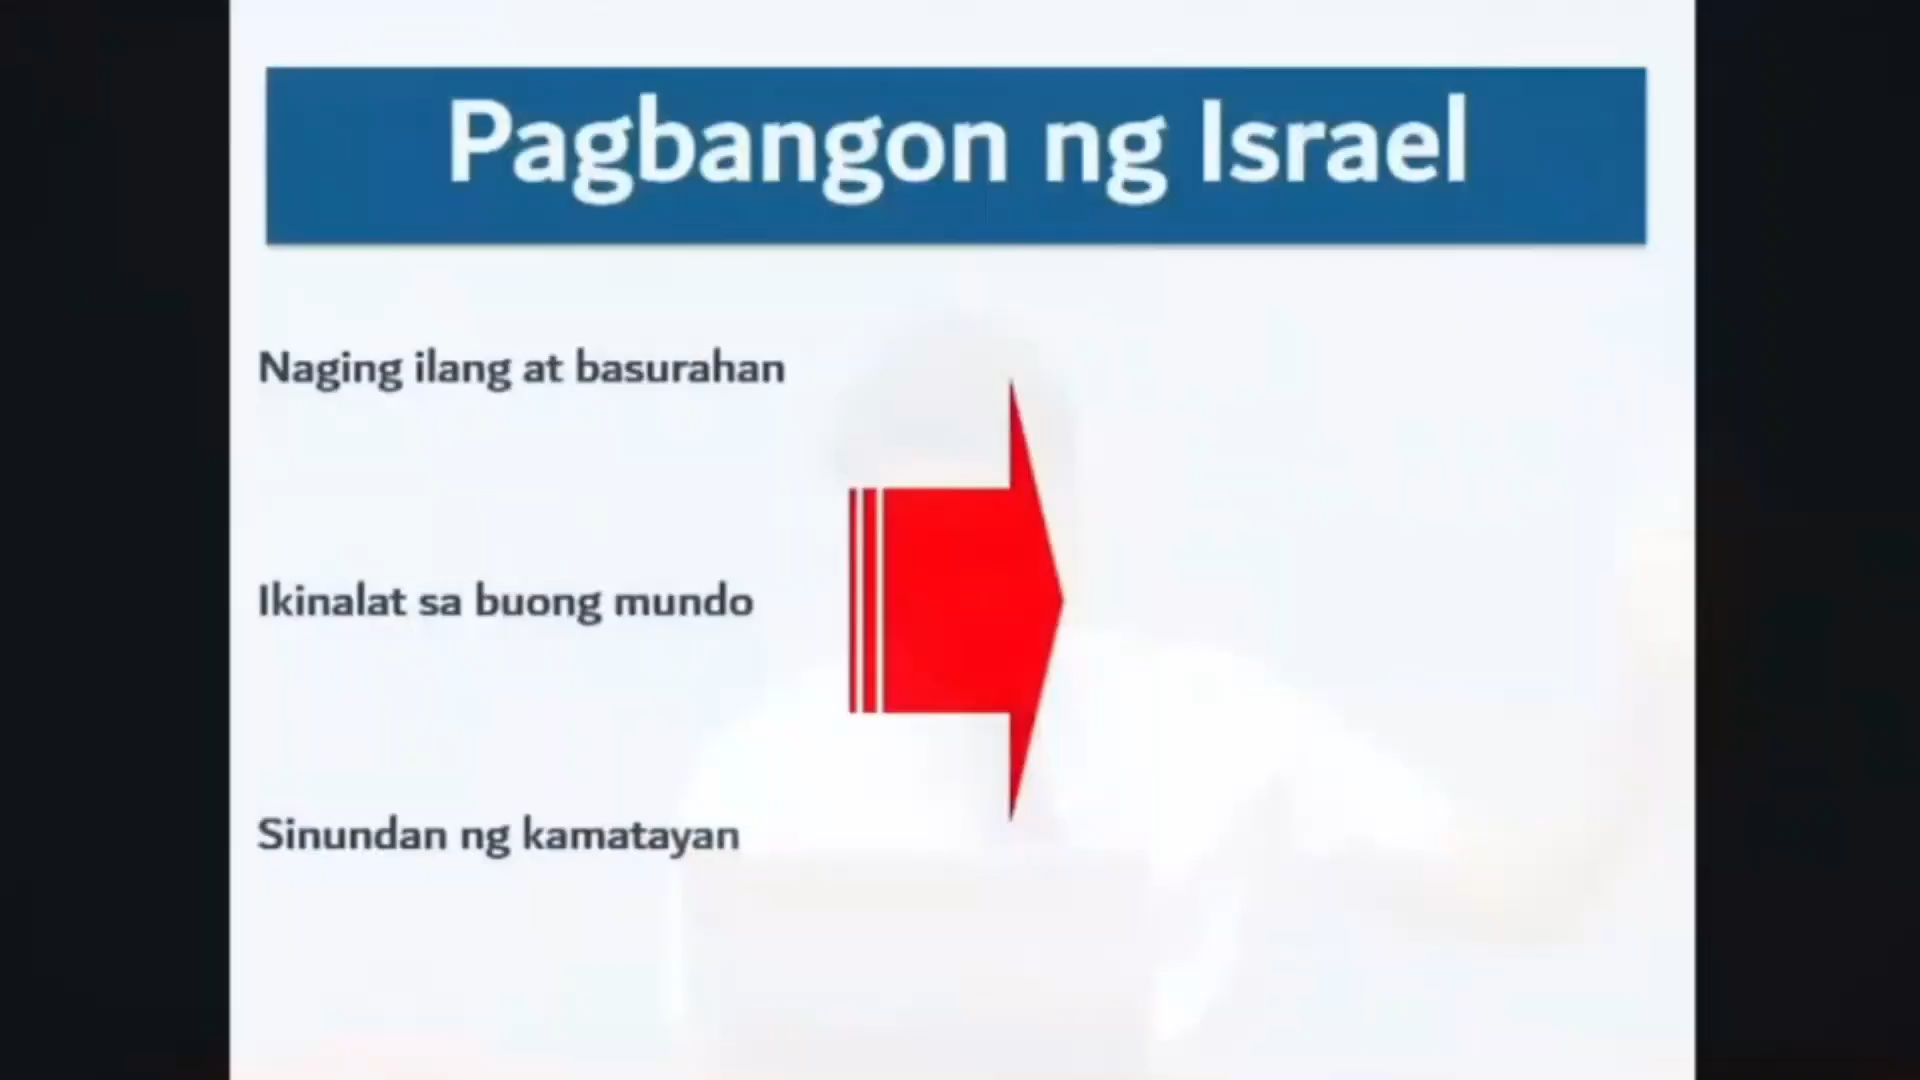 Pagbangon ng Israel
Naging ilang at basurahan
Ikinalat sa buong mundo
Sinundan ng kamatayan